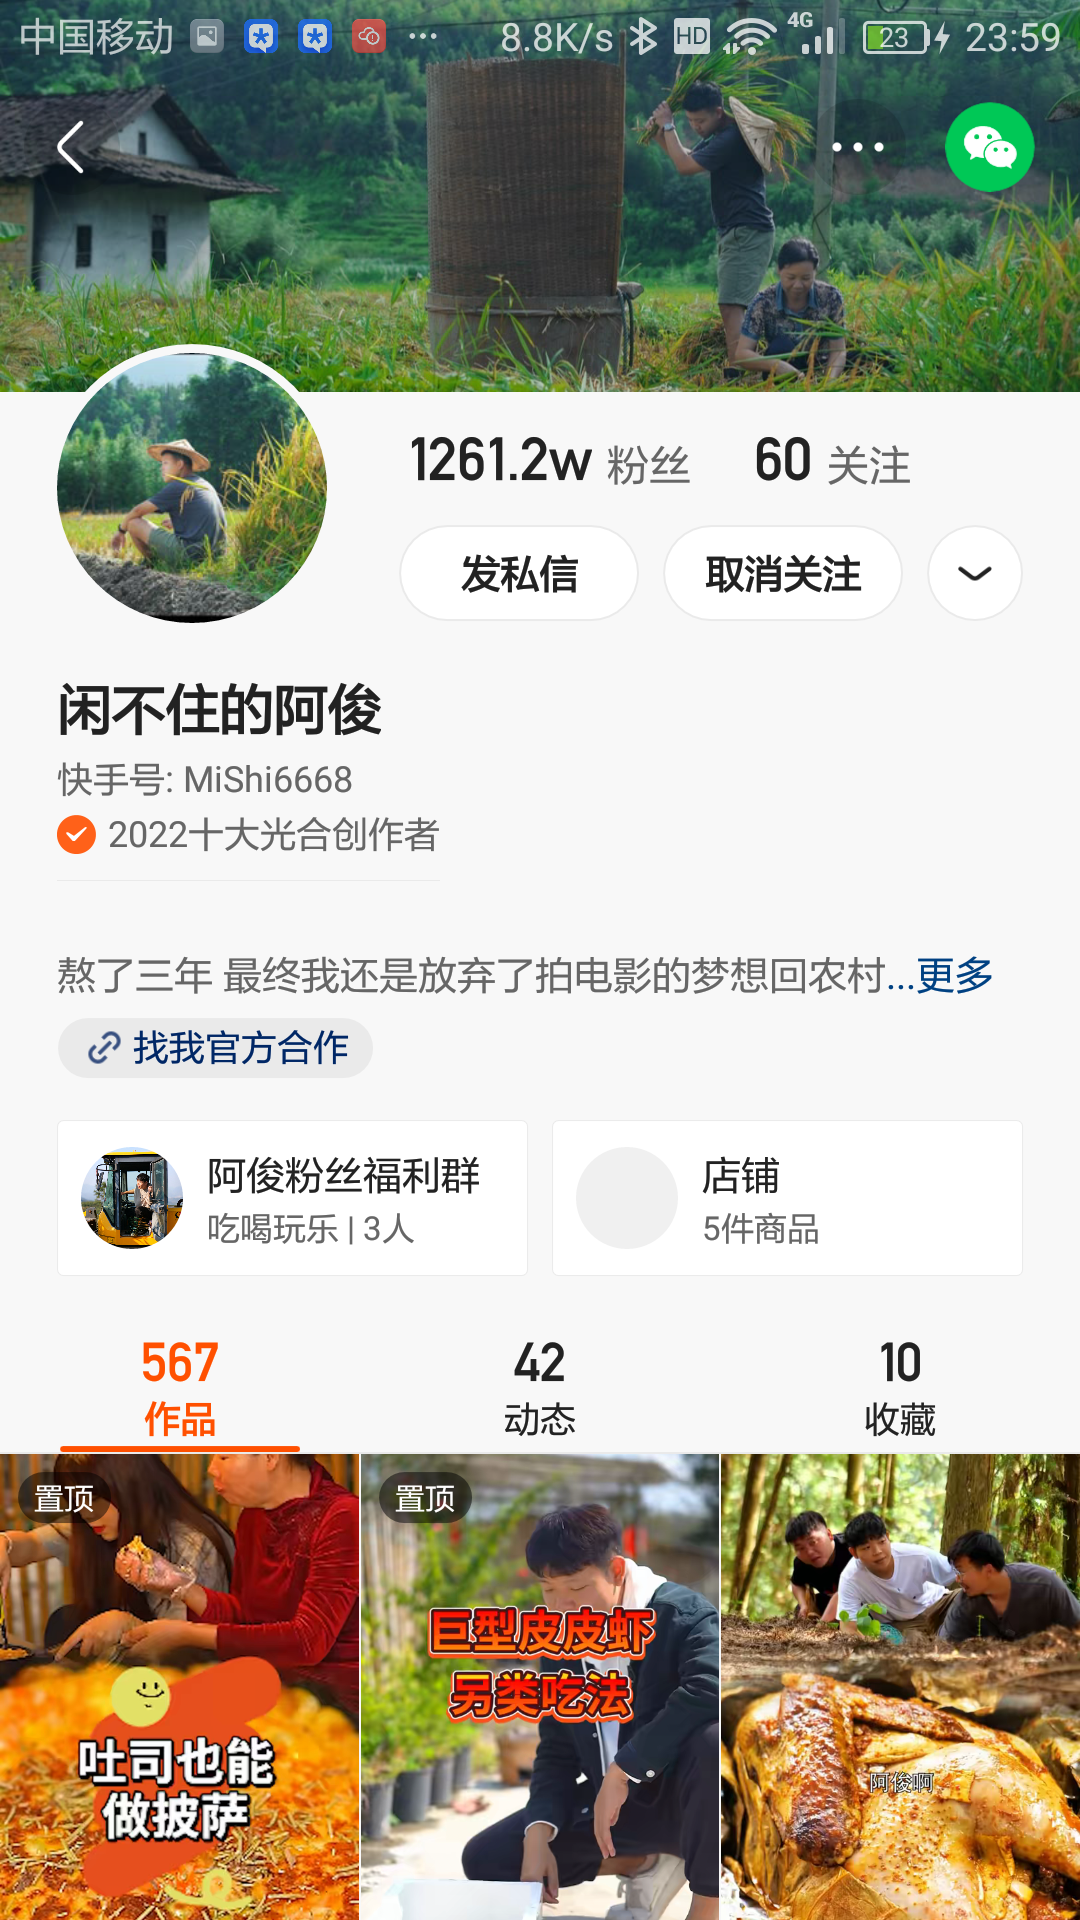 中国移动 8.8K/s HD 4G 23 23:59
1261.2w 粉丝 60 关注
发私信 取消关注
闲不住的阿俊
快手号: MiShi6668
2022十大光合创作者
熬了三年 最终我还是放弃了拍电影的梦想回农村...更多
找我官方合作
阿俊粉丝福利群 店铺
吃喝玩乐 | 3人 5件商品
567 42 10
作品 动态 收藏
置顶 置顶
巨型皮皮虾
另类吃法
吐司也能
做披萨
阿俊啊